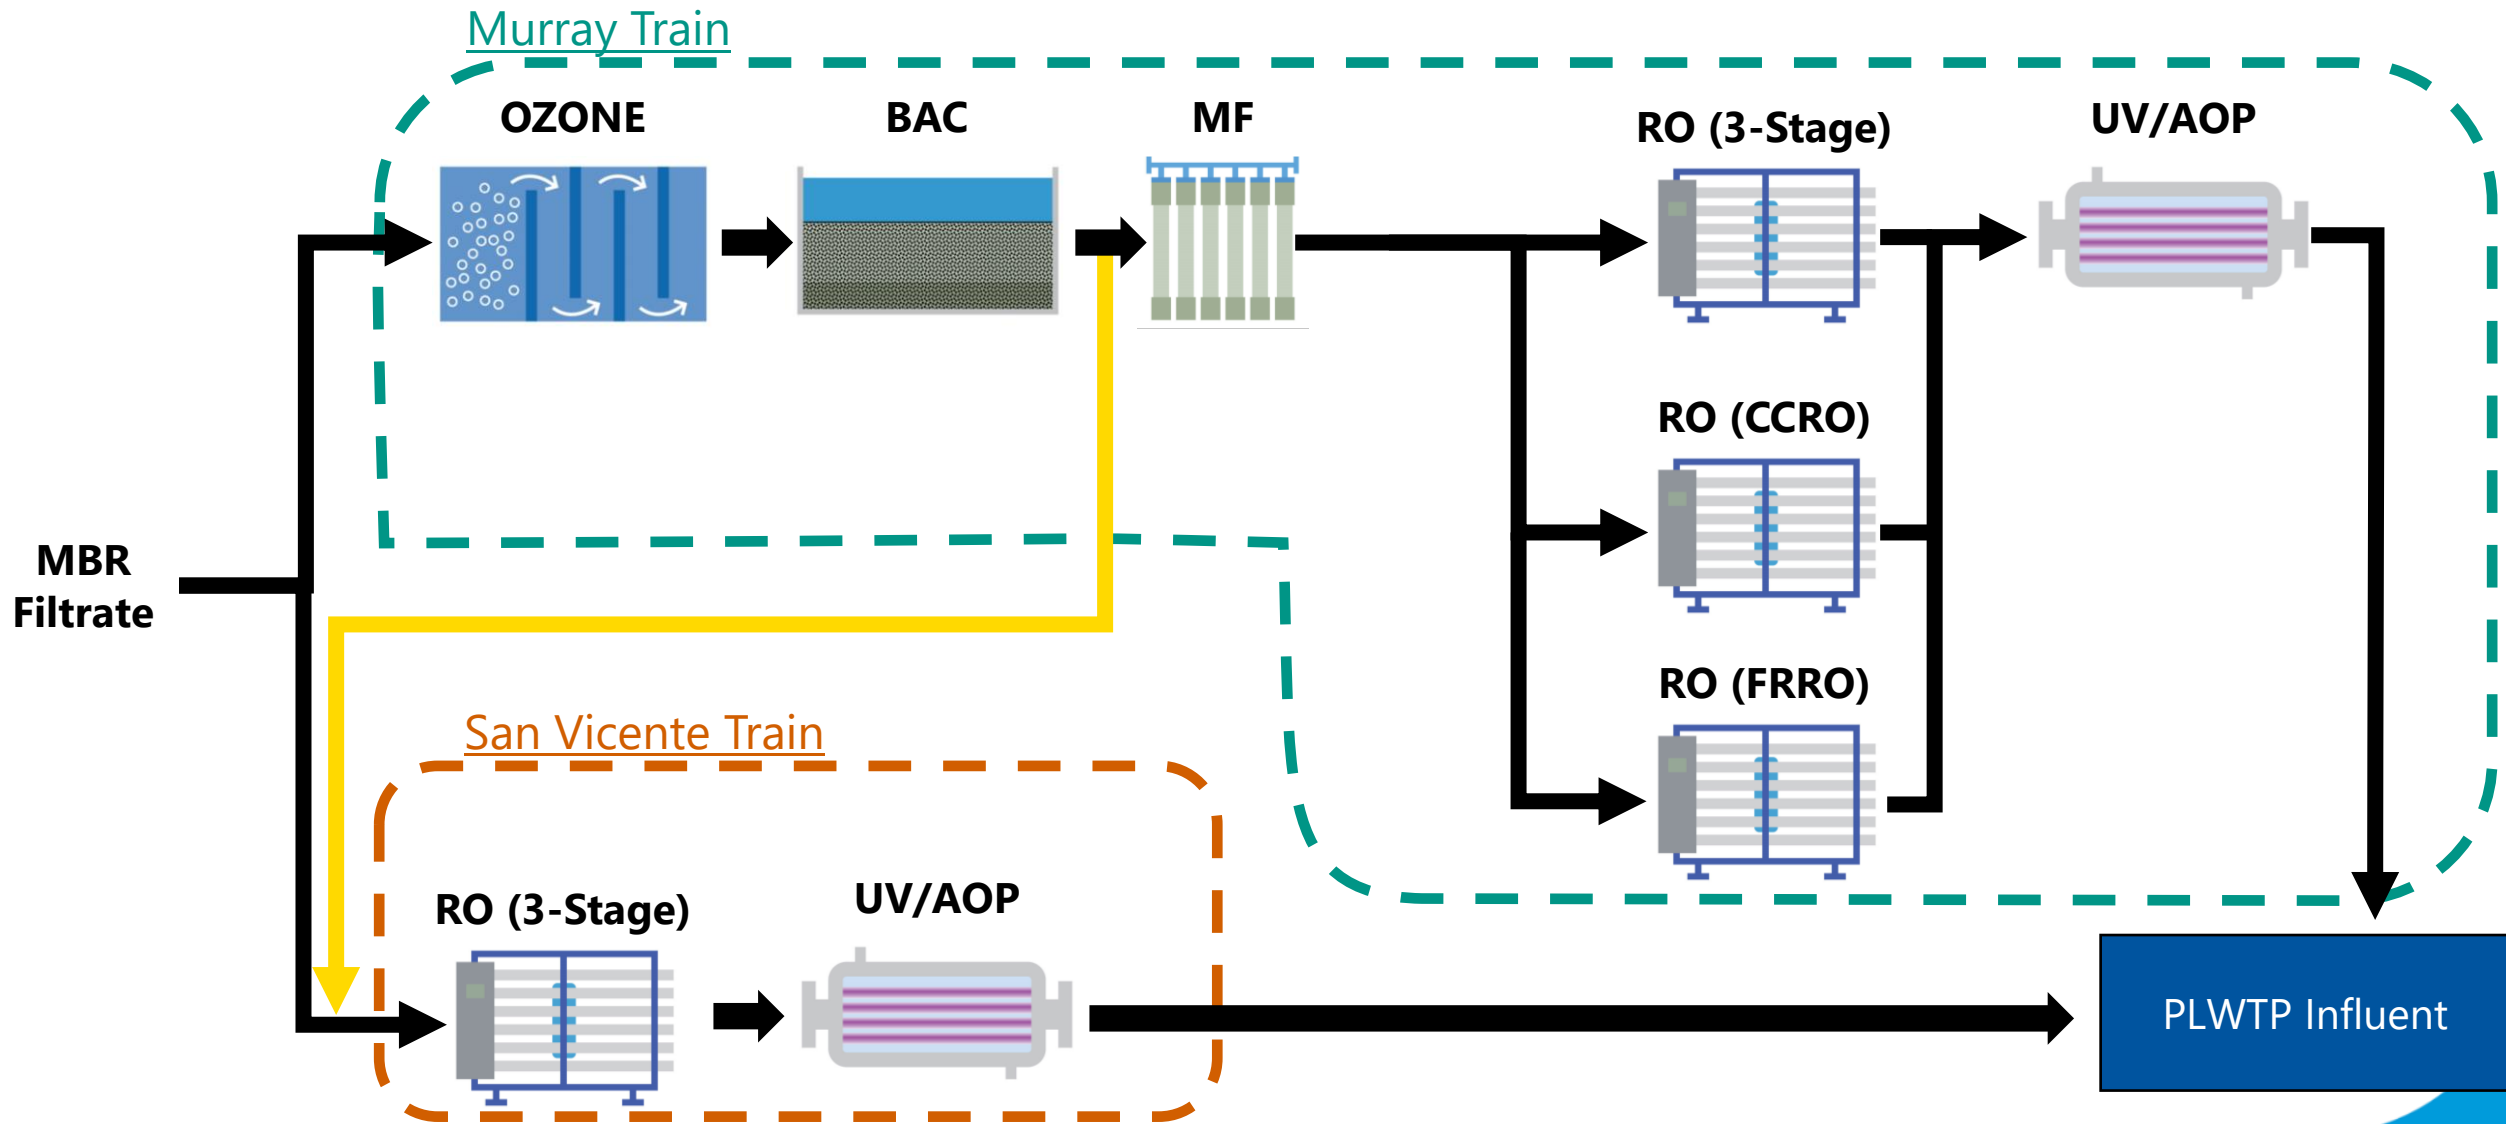 Murray Train
OZONE
BAC
MF
RO (3-Stage)
UV/AOP
RO (CCRO)
MBR
Filtrate
RO (FRRO)
San Vicente Train
RO (3-Stage)
UV/AOP
PLWTP Influent